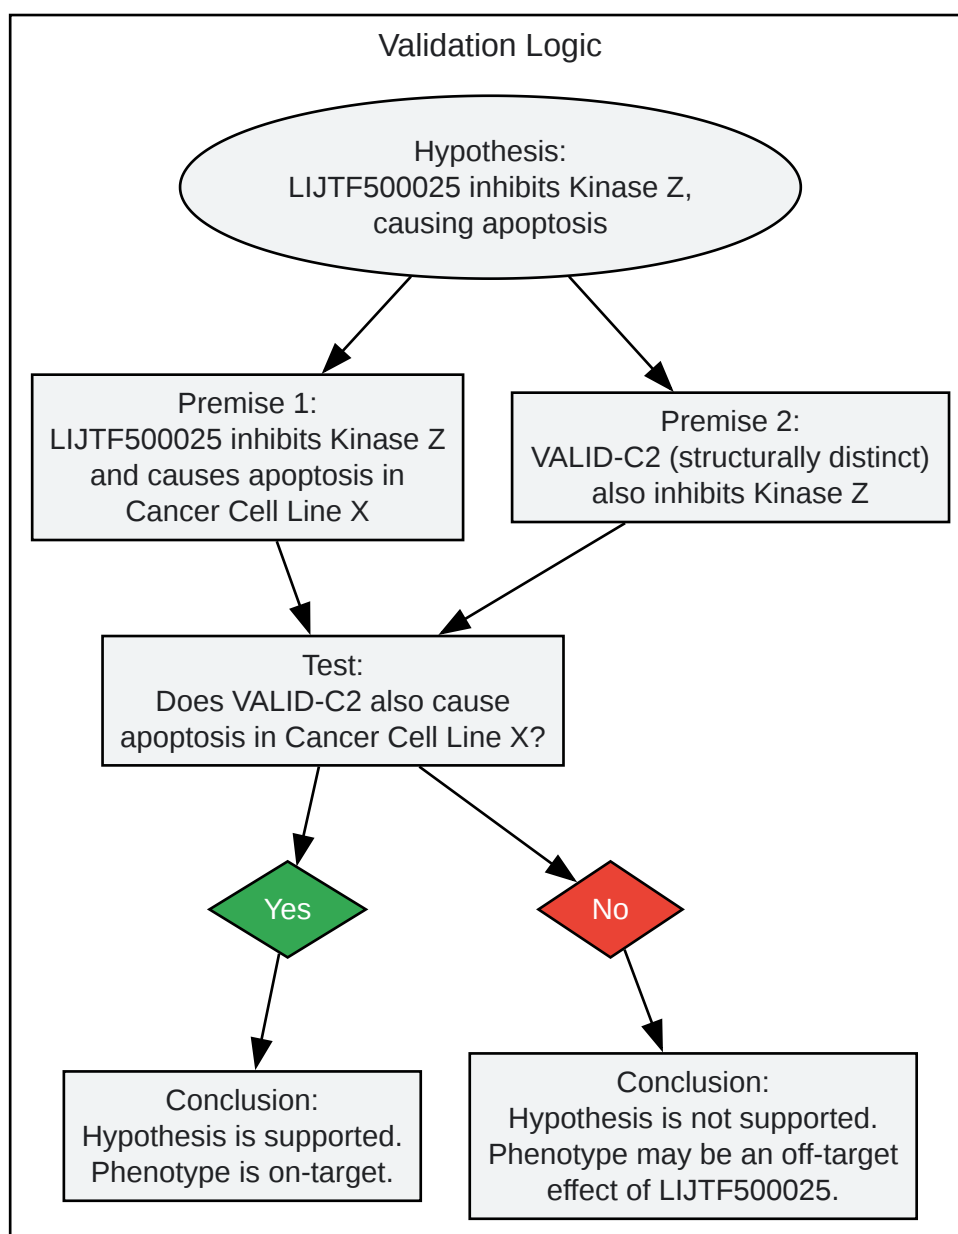 Validation Logic
Hypothesis:
LIJTF500025 inhibits Kinase Z,
causing apoptosis
Premise 1:
LIJTF500025 inhibits Kinase Z
and causes apoptosis in
Cancer Cell Line X
Premise 2:
VALID-C2 (structurally distinct)
also inhibits Kinase Z
Test:
Does VALID-C2 also cause
apoptosis in Cancer Cell Line X?
Yes
No
Conclusion:
Hypothesis is supported.
Phenotype is on-target.
Conclusion:
Hypothesis is not supported.
Phenotype may be an off-target
effect of LIJTF500025.